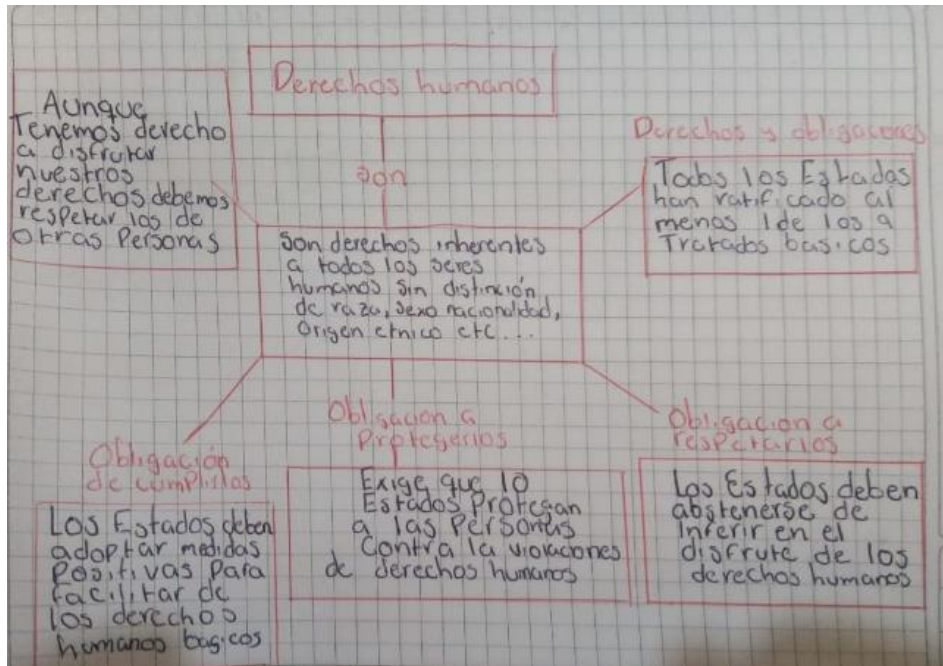 Derechos humanos
son
Aunque
Tenemos derecho
a disfrutar
nuestros
derechos debemos
respetar los de
Otras Personas
Derechos y obligaciones
Todos los Estados
han ratificado al
menos 1 de los 9
Tratados basicos
Son derechos inherentes
a todos los seres
humanos sin distinción
de raza, sexo nacionalidad,
Origen etnico etc...
Obligación
de cumplirlos
Los Estados deben
adoptar medidas
Positivas Para
facilitar de
los derechos
humanos basicos
Obligacion a
Protegerlos
Exige que lo
Estados Protegan
a las Personas
Contra la violaciones
de derechos humanos
Obligacion a
respetarlos
Los Estados deben
abstenerse de
Inferir en el
disfrute de los
derechos humanos